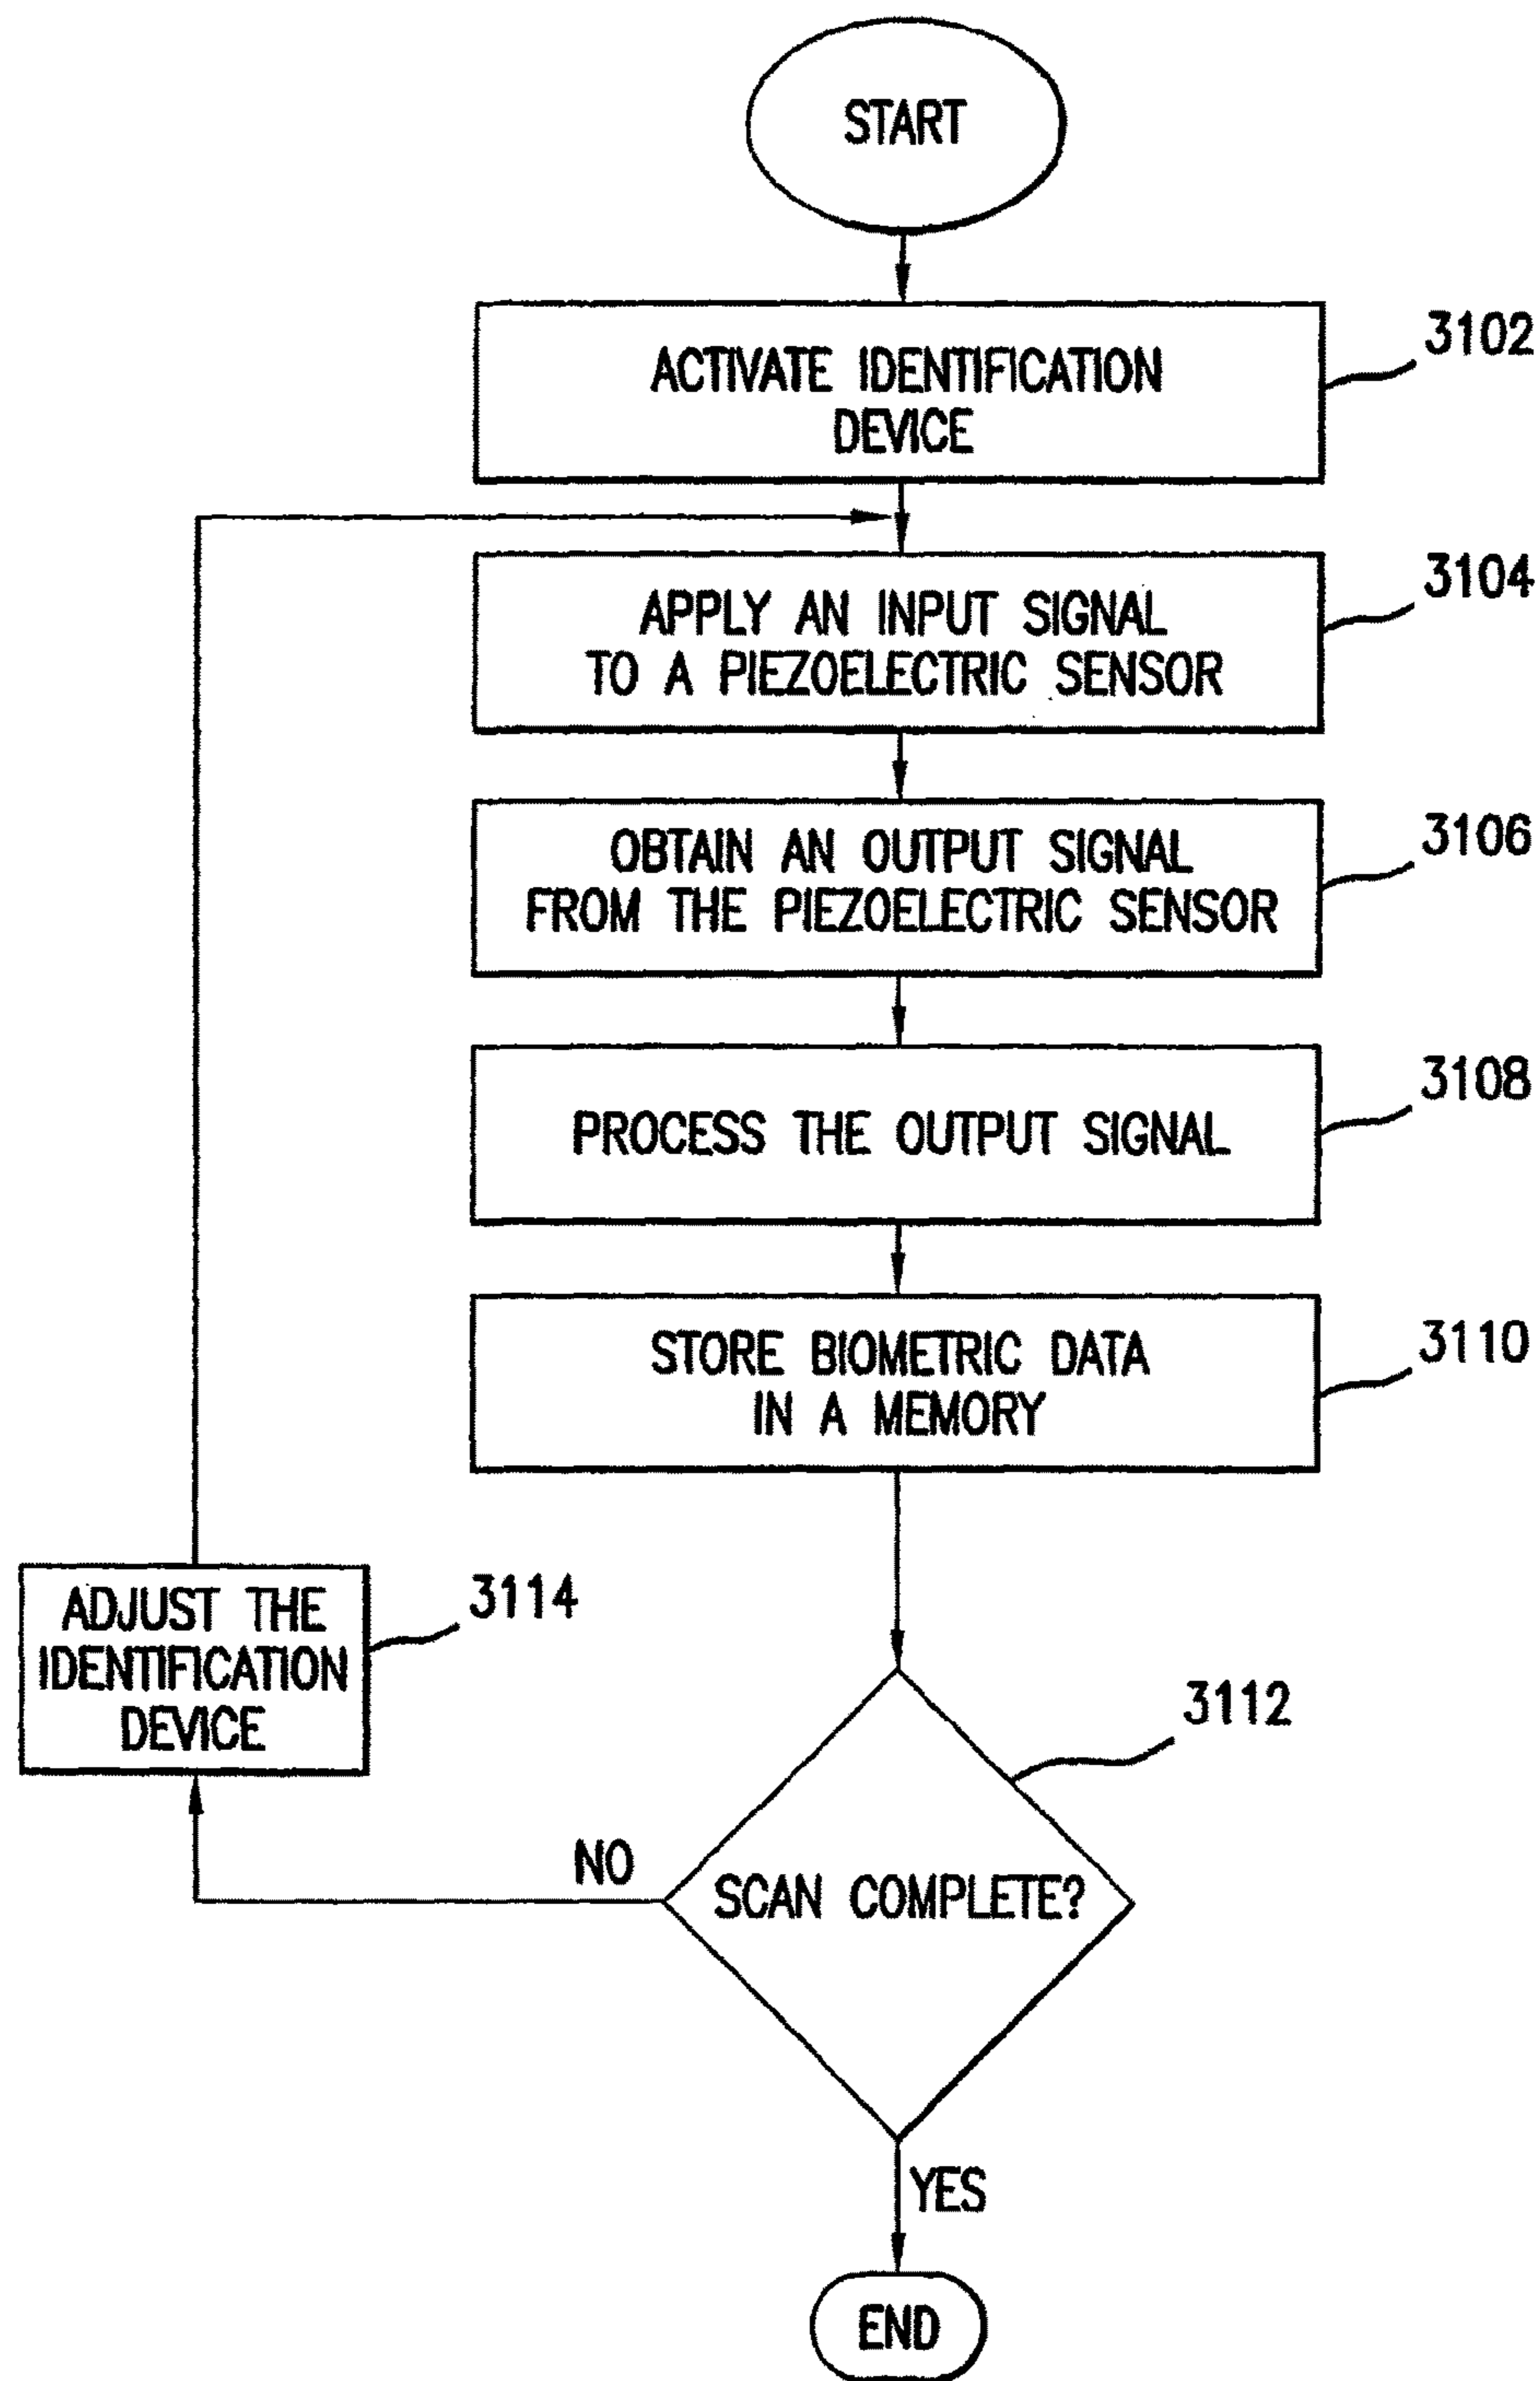 START
3102
ACTIVATE IDENTIFICATION
DEVICE
3104
APPLY AN INPUT SIGNAL
TO A PIEZOELECTRIC SENSOR
3106
OBTAIN AN OUTPUT SIGNAL
FROM THE PIEZOELECTRIC SENSOR
3108
PROCESS THE OUTPUT SIGNAL
3110
STORE BIOMETRIC DATA
IN A MEMORY
3114
ADJUST THE
IDENTIFICATION
DEVICE
3112
NO
SCAN COMPLETE?
YES
END